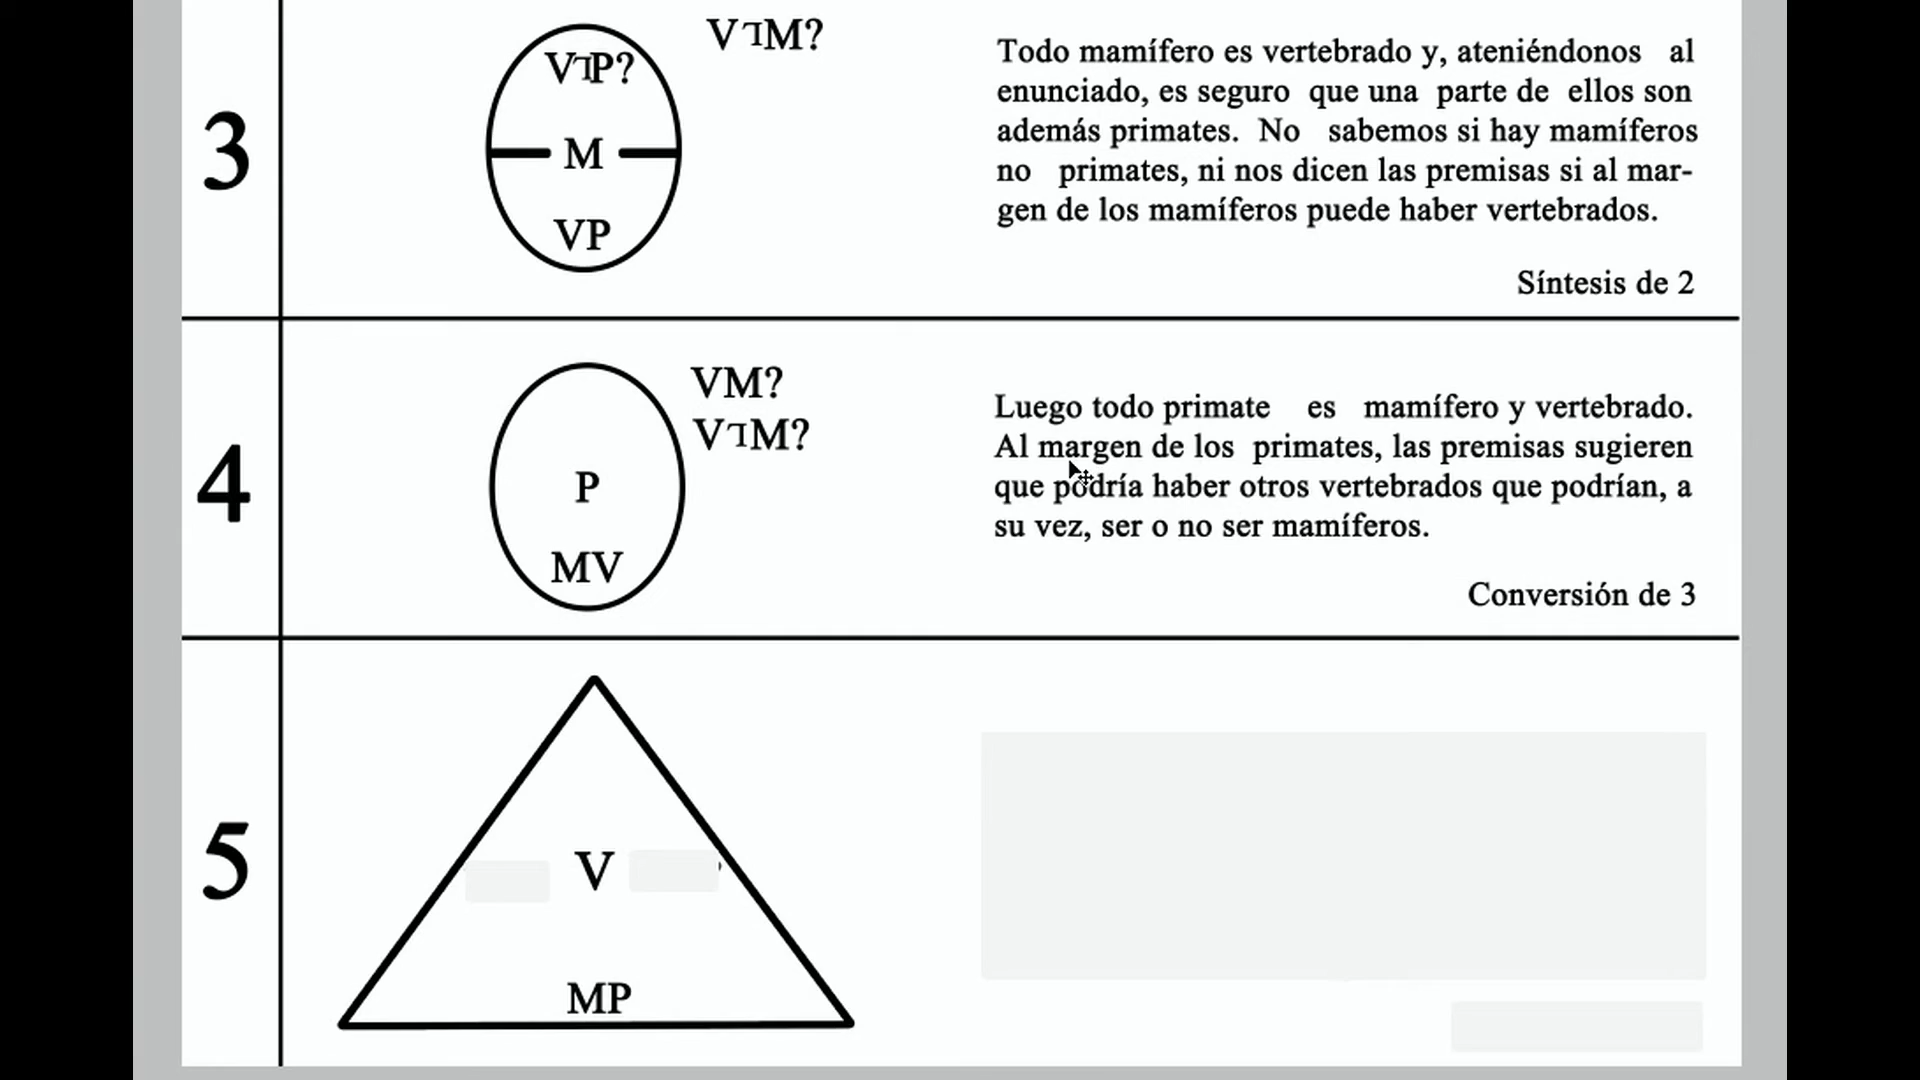 3
V┐M?
V┐P?
M
VP
Todo mamífero es vertebrado y, ateniéndonos al
enunciado, es seguro que una parte de ellos son
además primates. No sabemos si hay mamíferos
no primates, ni nos dicen las premisas si al mar-
gen de los mamíferos puede haber vertebrados.
Síntesis de 2
4
VM?
V┐M?
P
MV
Luego todo primate es mamífero y vertebrado.
Al margen de los primates, las premisas sugieren
que podría haber otros vertebrados que podrían, a
su vez, ser o no ser mamíferos.
Conversión de 3
5
V
MP